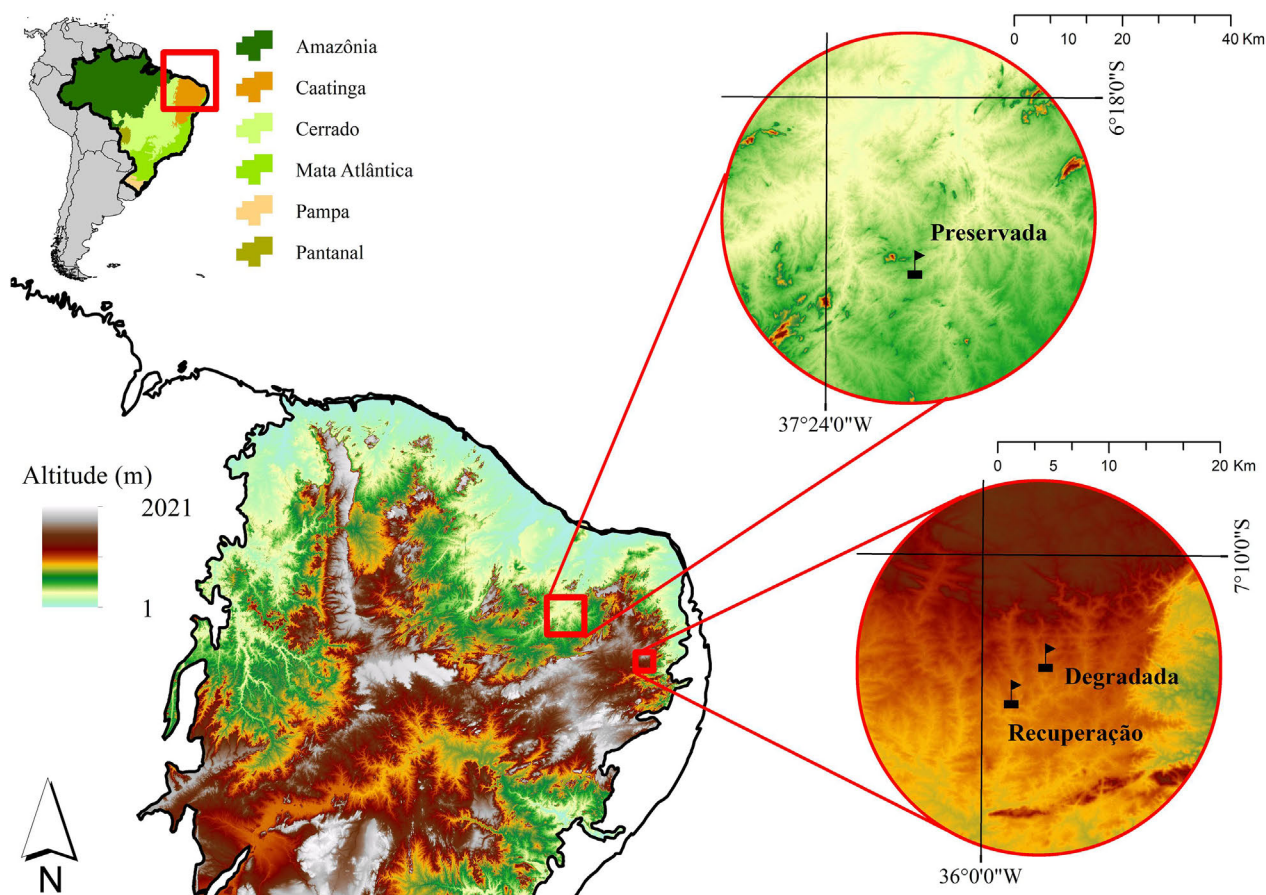 Amazônia
Caatinga
Cerrado
Mata Atlântica
Pampa
Pantanal
0 10 20 40 Km
6°18'0"S
Preservada
37°24'0"W
Altitude (m)
2021
1
0 5 10 20 Km
7°10'0"S
Degradada
Recuperação
36°0'0"W
N